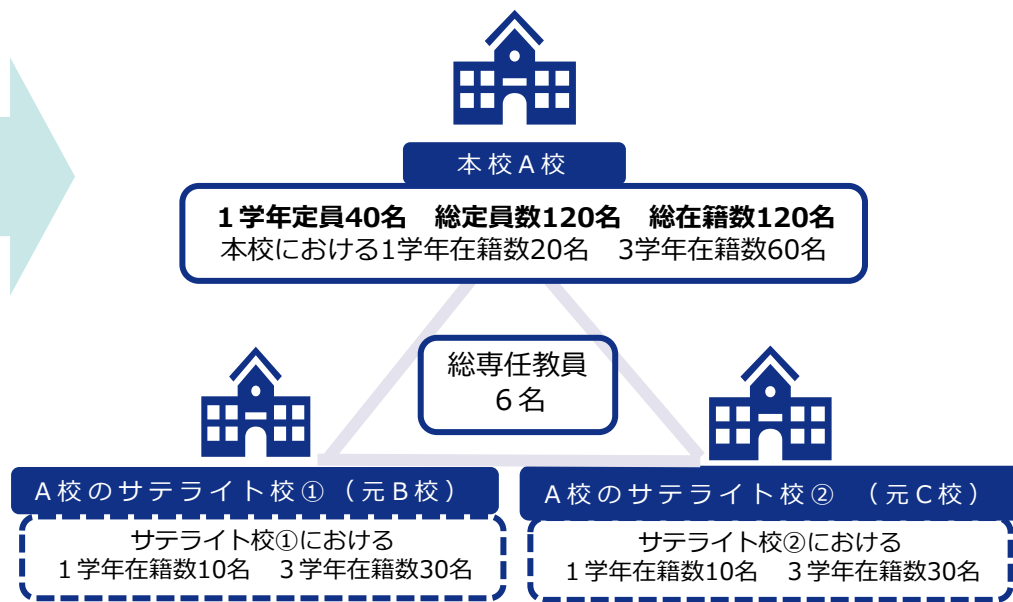 本校A校
１学年定員40名　総定員数120名　総在籍数120名
本校における1学年在籍数20名　3学年在籍数60名
総専任教員
６名
A校のサテライト校①（元B校）
サテライト校①における
１学年在籍数10名　３学年在籍数30名
A校のサテライト校②　（元C校）
サテライト校②における
１学年在籍数10名　３学年在籍数30名